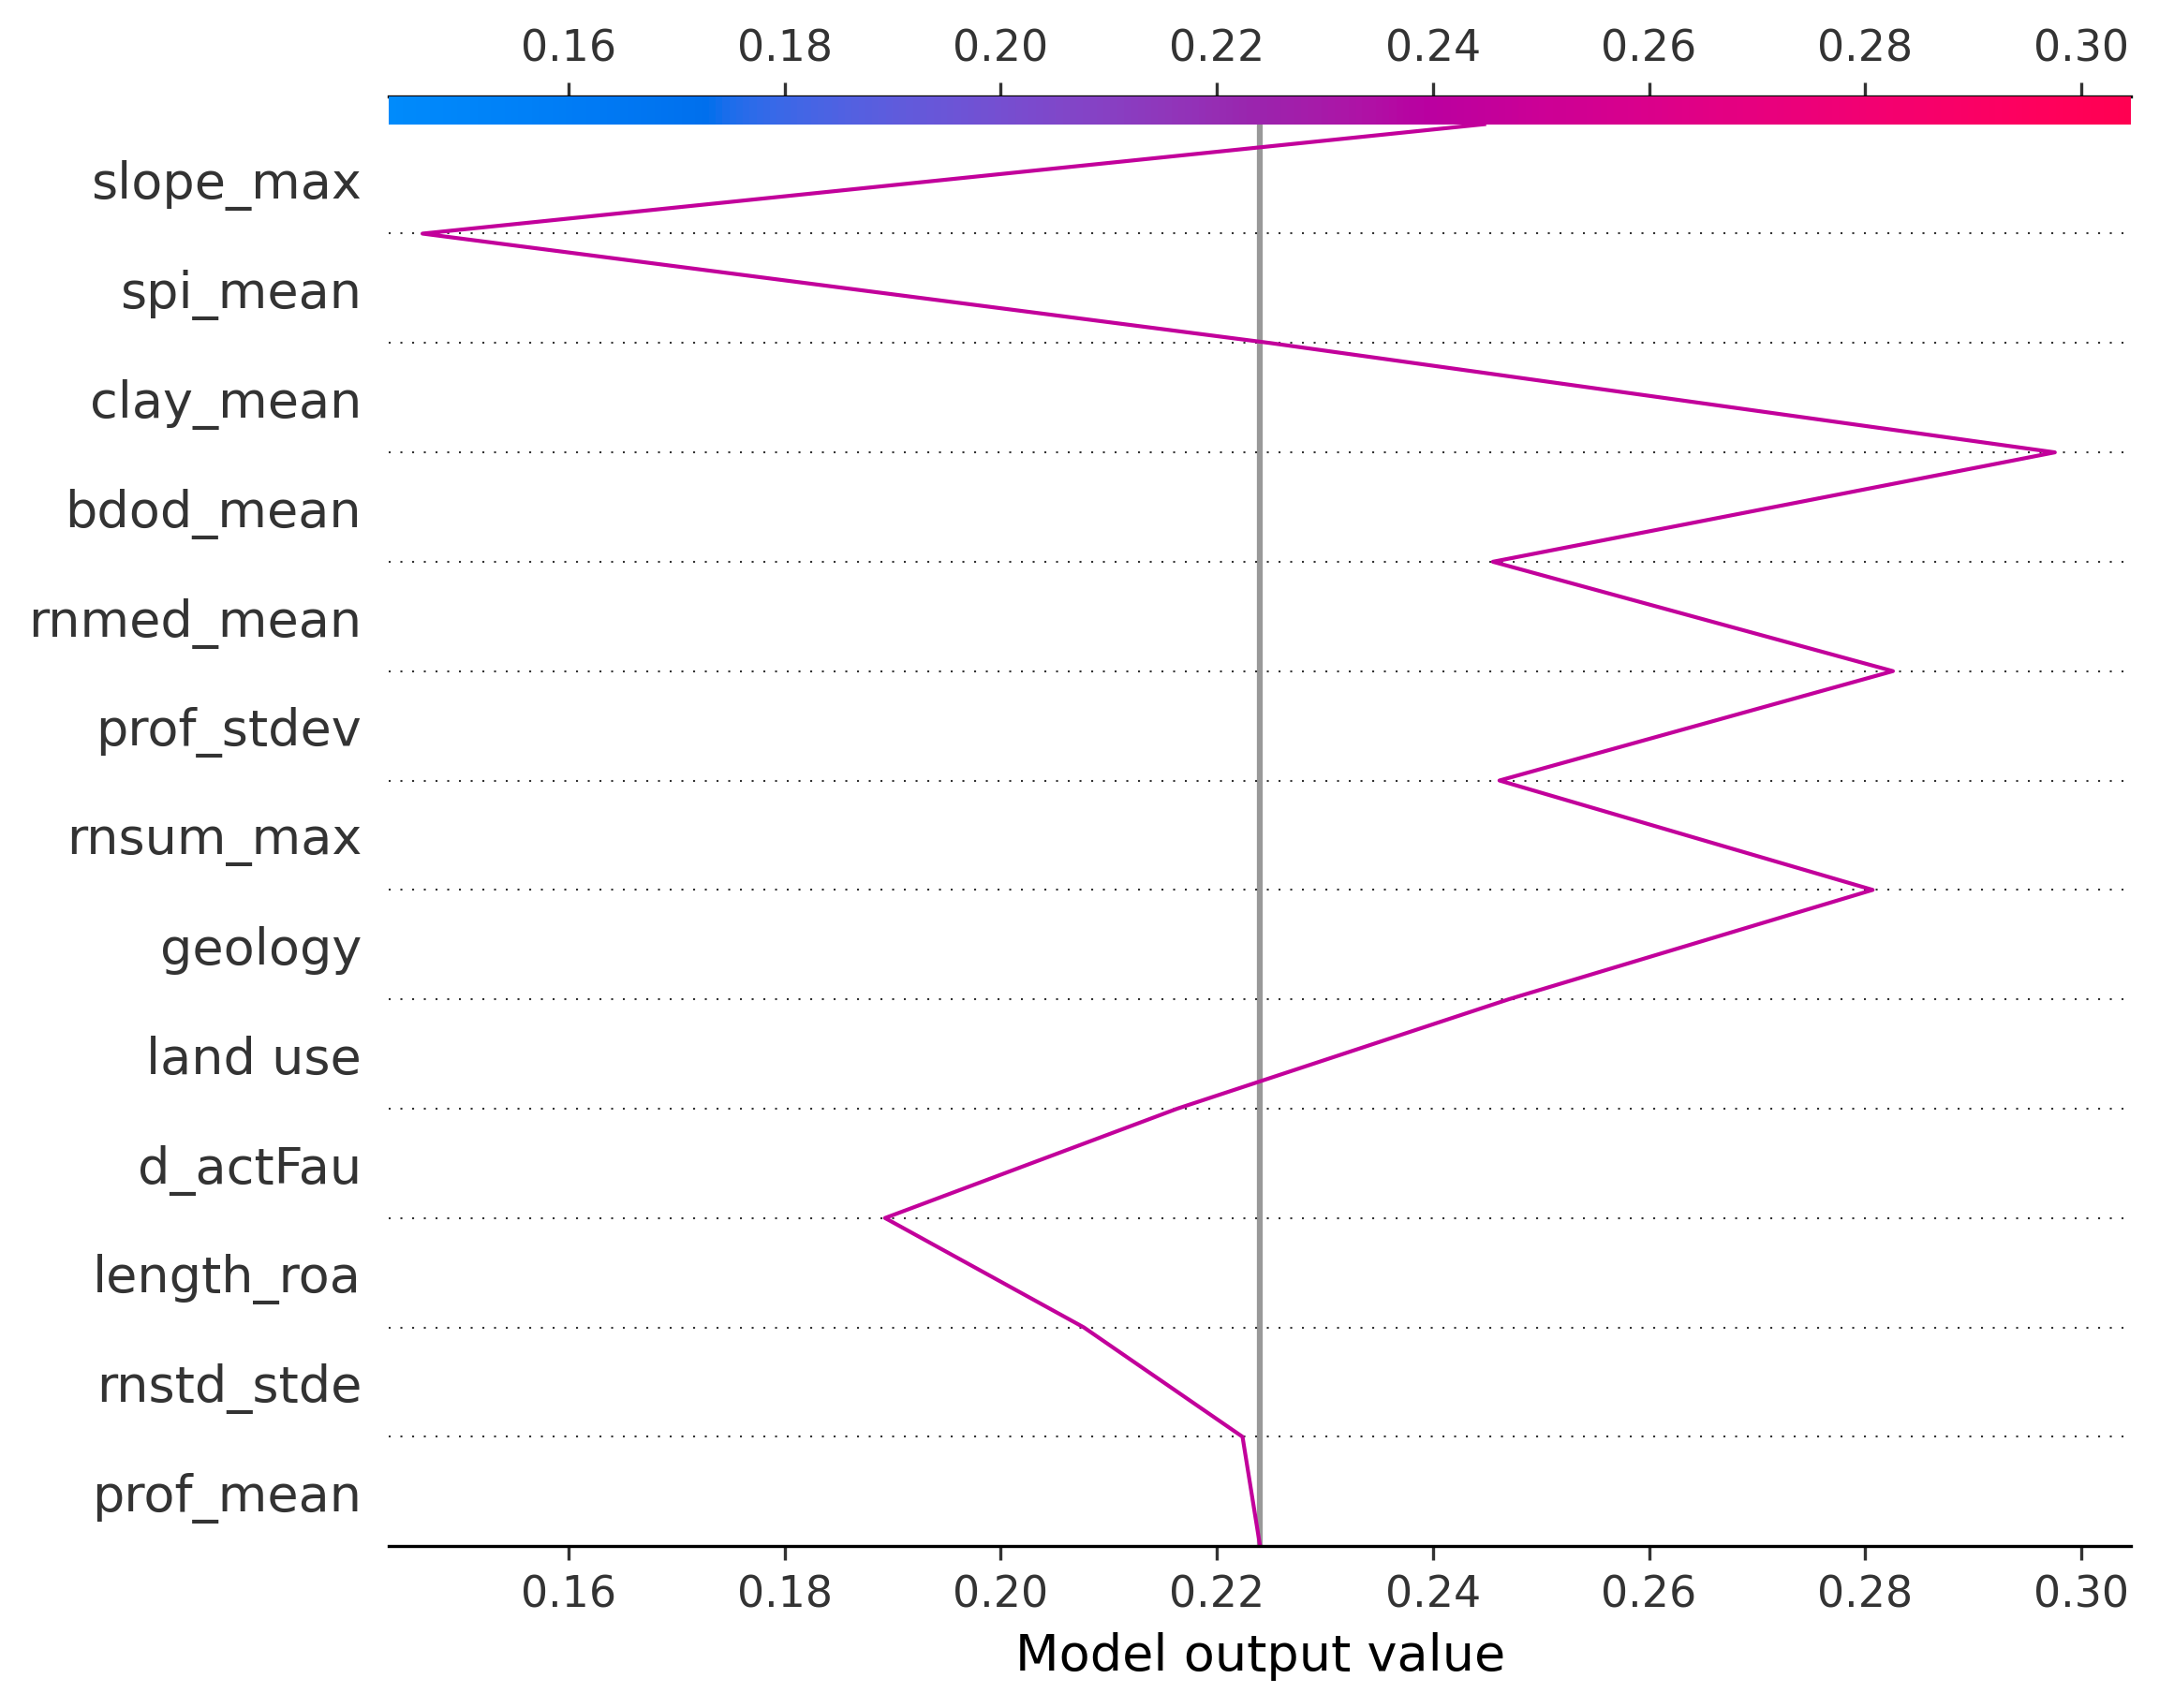 0.16 0.18 0.20 0.22 0.24 0.26 0.28 0.30
slope_max
spi_mean
clay_mean
bdod_mean
rnmed_mean
prof_stdev
rnsum_max
geology
land use
d_actFau
length_roa
rnstd_stde
prof_mean
0.16 0.18 0.20 0.22 0.24 0.26 0.28 0.30
Model output value